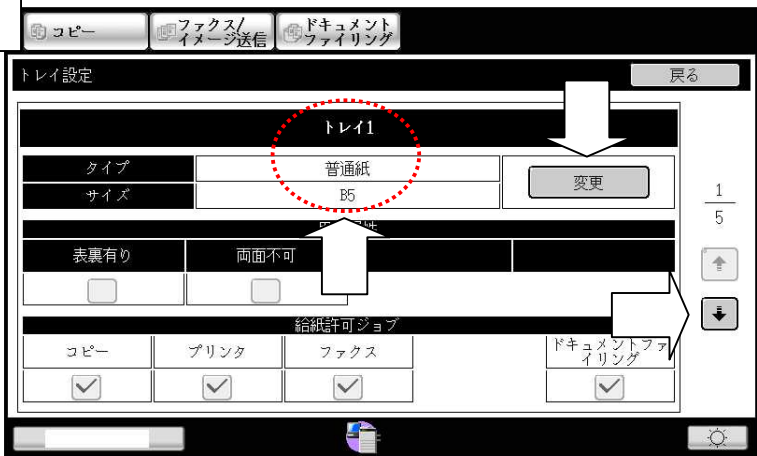 コピー
ファクス/
イメージ送信
ドキュメント
ファイリング
トレイ設定
戻る
トレイ1
タイプ
普通紙
変更
サイズ
B5
1
5
表裏有り
両面不可
給紙許可ジョブ
コピー
プリンタ
ファクス
ドキュメントファ
イリング